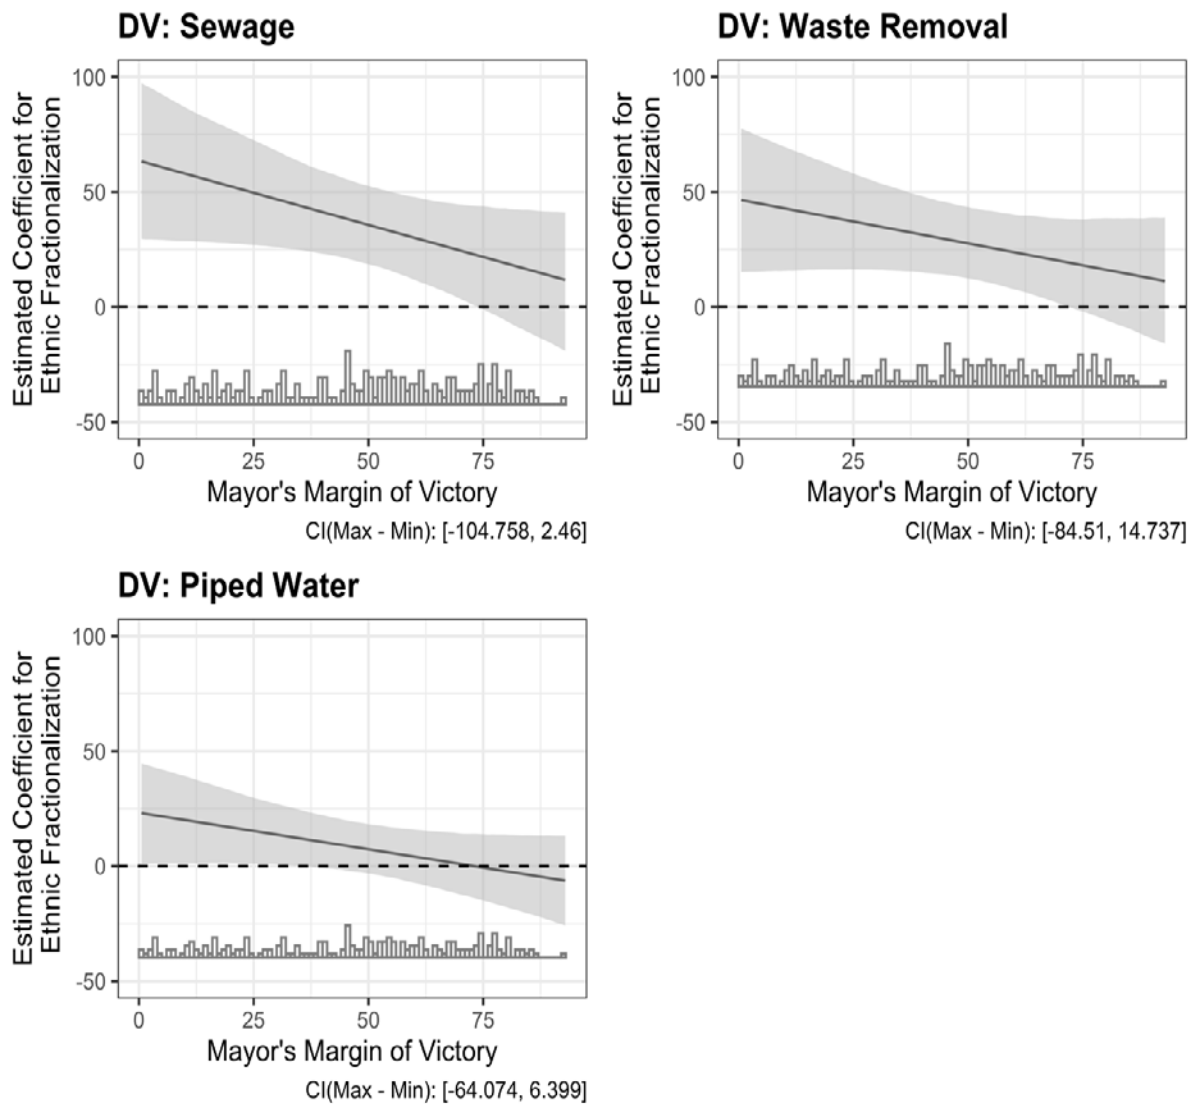 DV: Sewage
Estimated Coefficient for
Ethnic Fractionalization
100
50
0
-50
0 25 50 75
Mayor's Margin of Victory
CI(Max - Min): [-104.758, 2.46]
DV: Waste Removal
Estimated Coefficient for
Ethnic Fractionalization
100
50
0
-50
0 25 50 75
Mayor's Margin of Victory
CI(Max - Min): [-84.51, 14.737]
DV: Piped Water
Estimated Coefficient for
Ethnic Fractionalization
100
50
0
-50
0 25 50 75
Mayor's Margin of Victory
CI(Max - Min): [-64.074, 6.399]